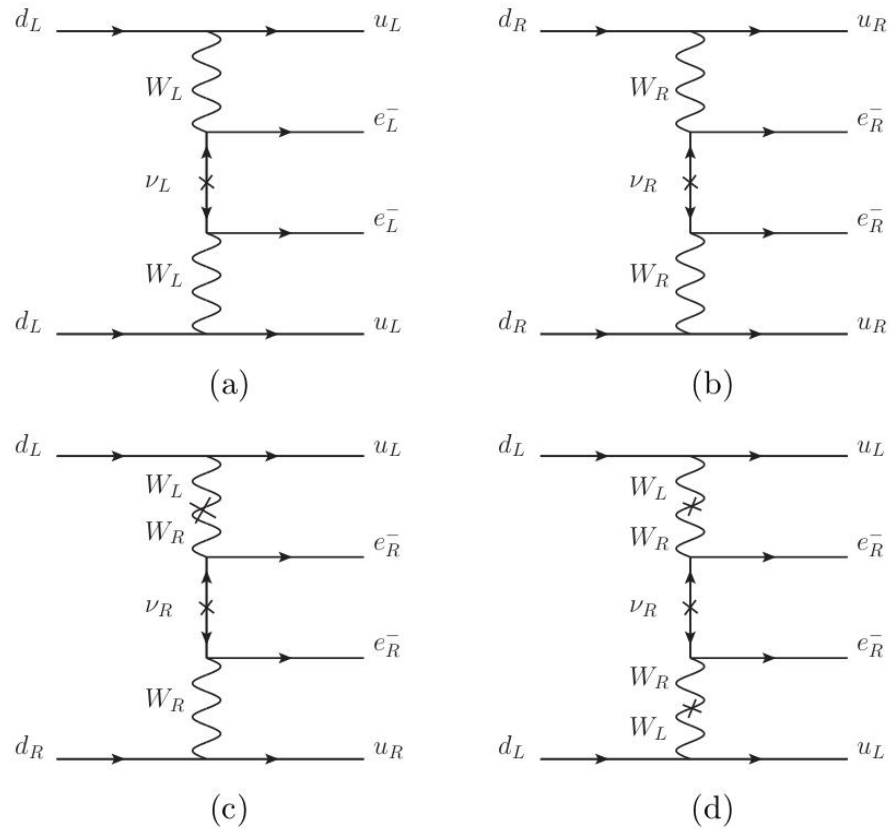 d_L u_L d_R u_R
W_L W_R
e_L^- e_R^-
ν_L ν_R
e_L^- e_R^-
W_L W_R
d_L u_L d_R u_R
(a) (b)
d_L u_L d_L u_L
W_L W_L
W_R W_R
e_R^- e_R^-
ν_R ν_R
e_R^- e_R^-
W_R
W_R
W_L
d_R u_R d_L u_L
(c) (d)